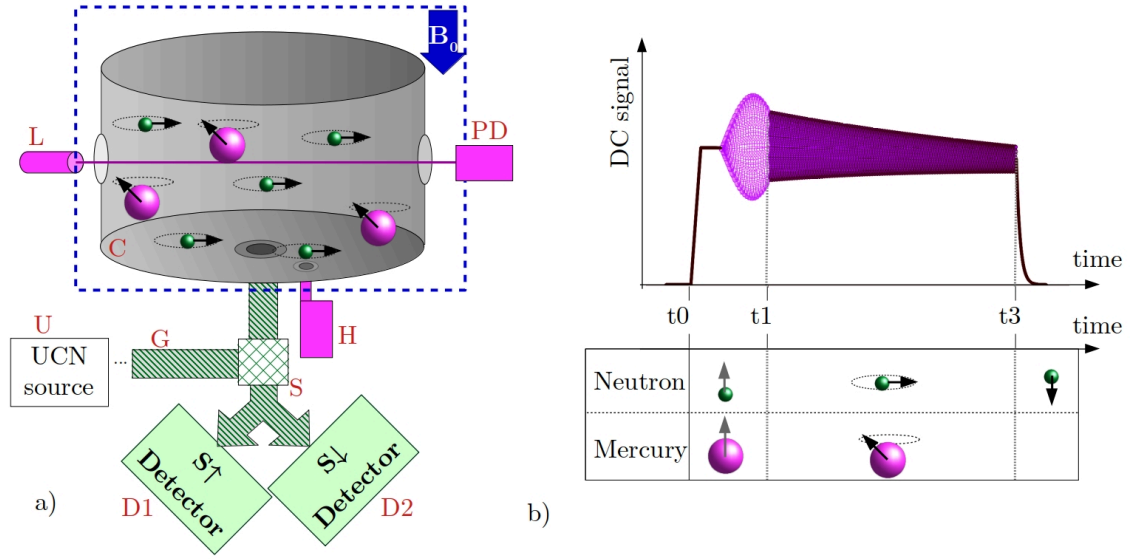 B₀
L
PD
C
U
G
H
UCN
source
...
S
S↑
Detector
S↓
Detector
D1
D2
a)
DC signal
time
t0
t1
t3
time
Neutron
Mercury
b)